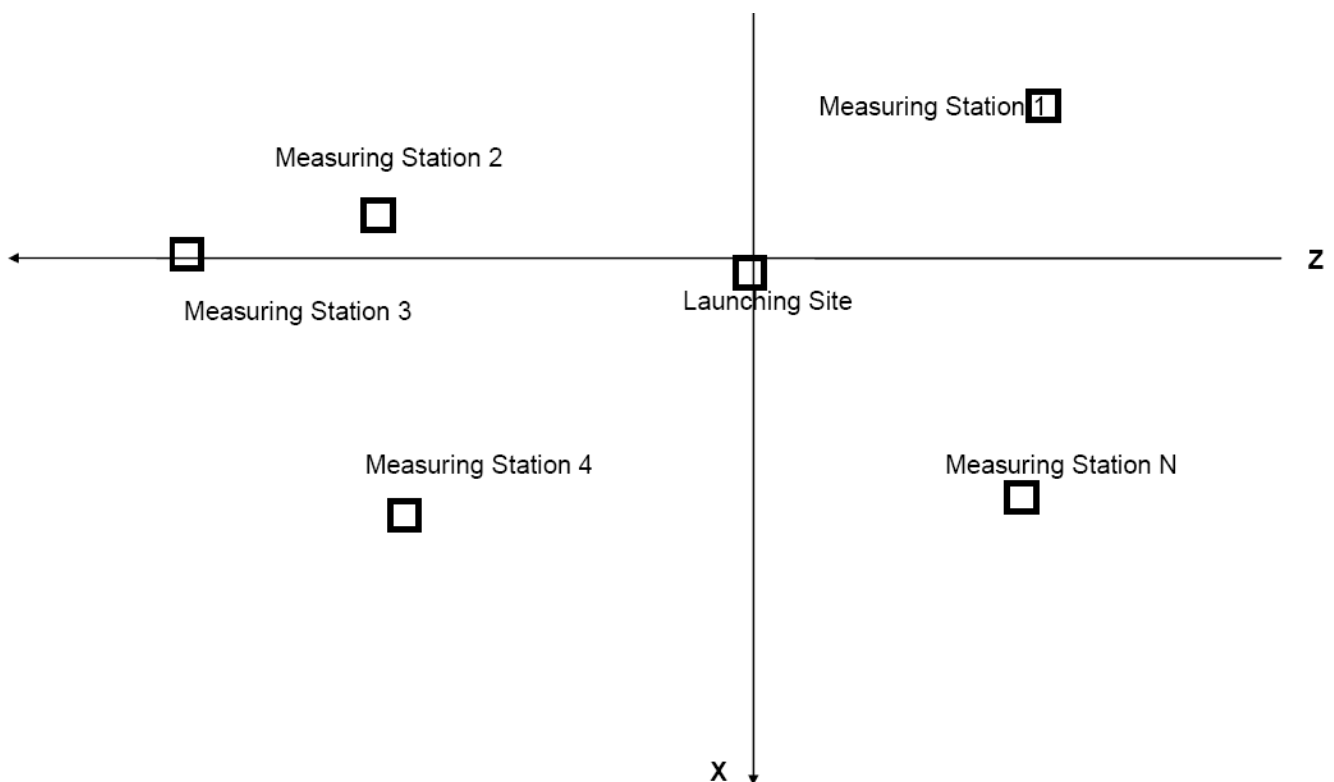 Measuring Station 1
Measuring Station 2
Z
Launching Site
Measuring Station 3
Measuring Station 4
Measuring Station N
X